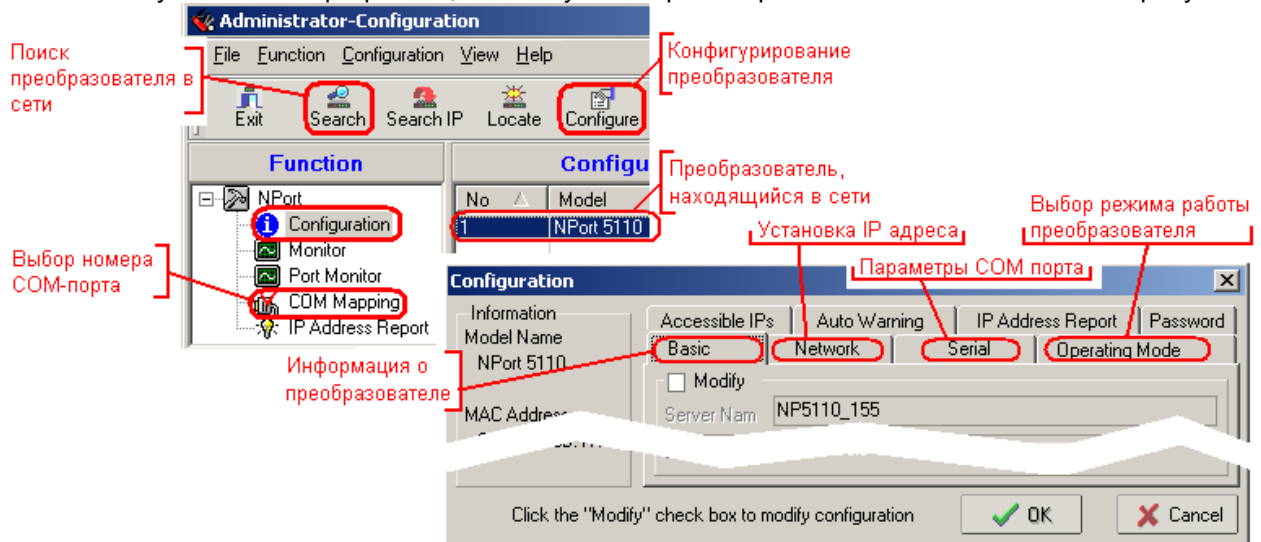 Administrator-Configuration
File Function Configuration View Help
Поиск
преобразователя в
сети
Конфигурирование
преобразователя
Exit Search Search IP Locate Configure
Function
Configu
No Model
1 NPort 5110
Преобразователь,
находящийся в сети
NPort
Configuration
Monitor
Port Monitor
COM Mapping
IP Address Report
Выбор номера
COM-порта
Установка IP адреса
Выбор режима работы
преобразователя
Параметры COM порта
Configuration
Information
Model Name
NPort 5110
MAC Address
Accessible IPs Auto Warning IP Address Report Password
Basic Network Serial Operating Mode
Информация о
преобразователе
Modify
Server Nam NP5110_155
Click the "Modify" check box to modify configuration
OK Cancel